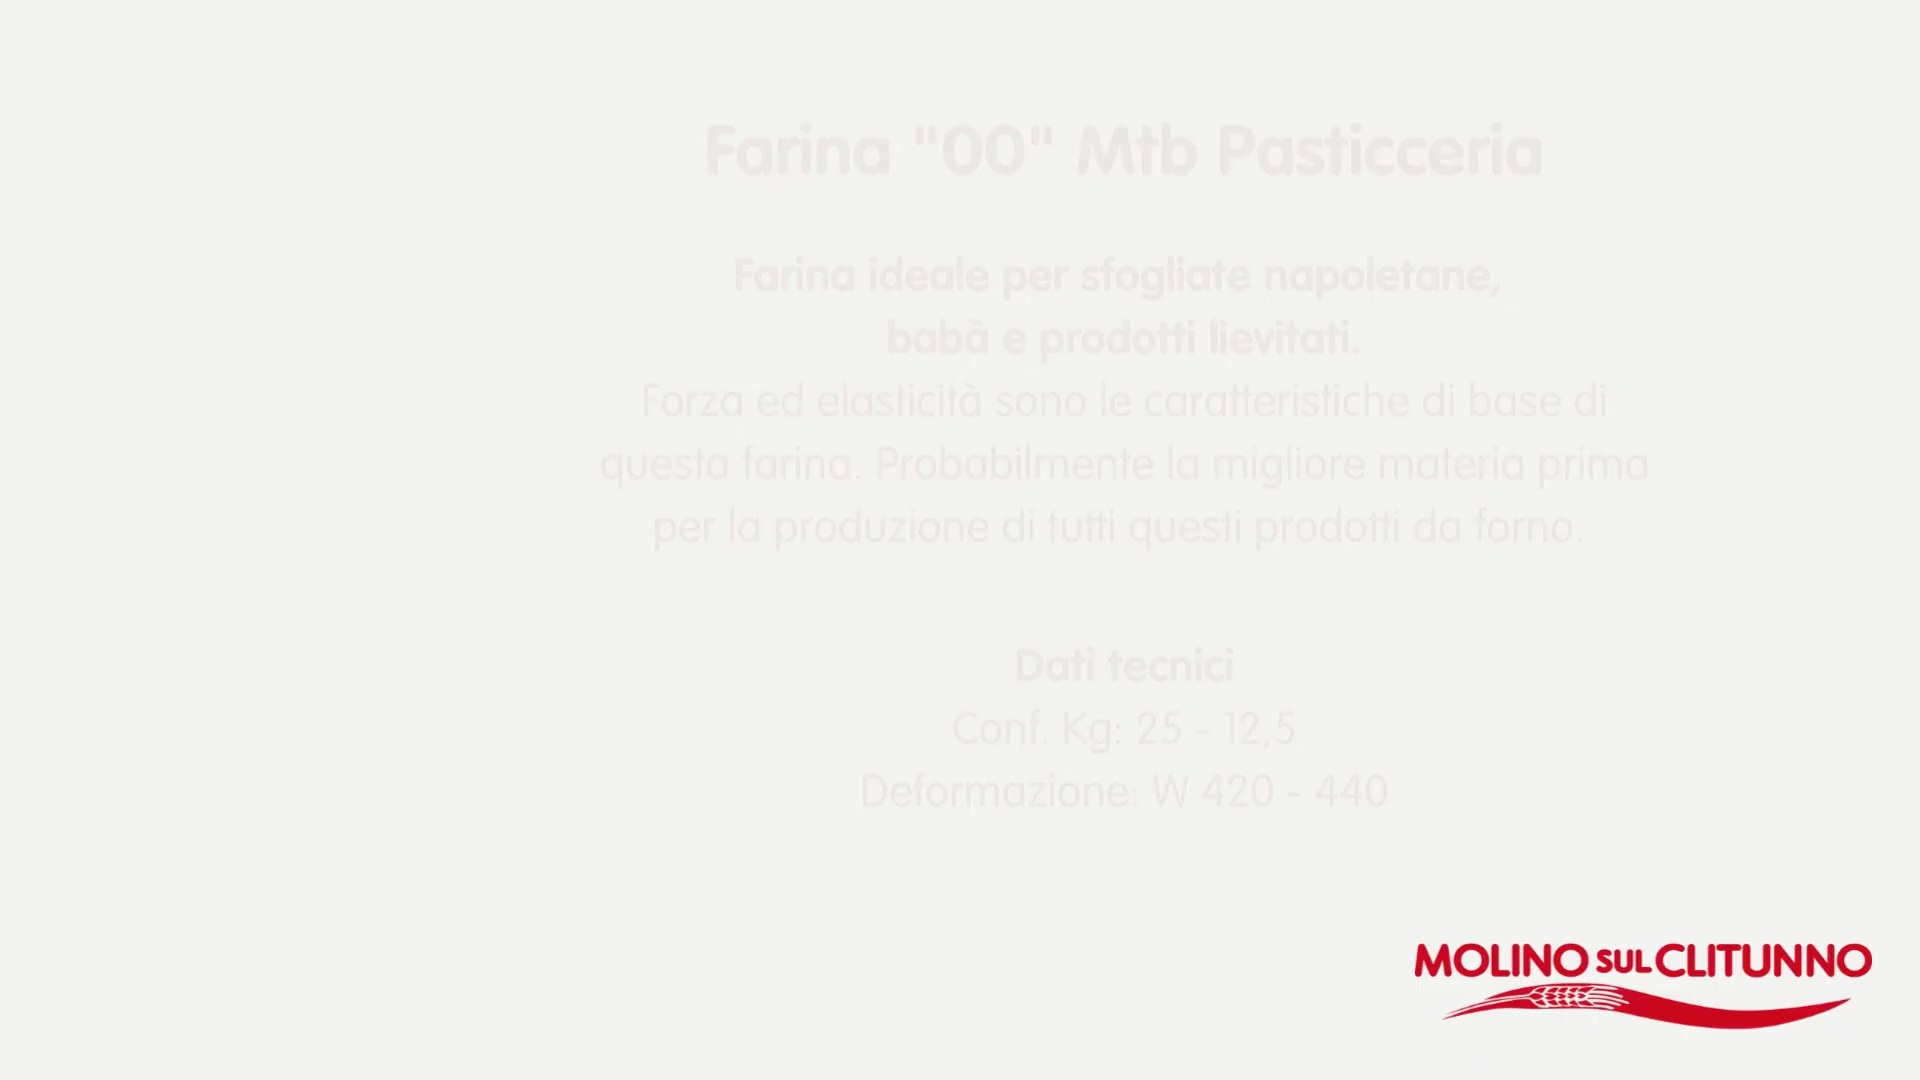 Farina "00" Mtb Pasticceria
Farina ideale per sfogliate napoletane,
babà e prodotti lievitati.
Forza ed elasticità sono le caratteristiche di base di
questa farina. Probabilmente la migliore materia prima
per la produzione di tutti questi prodotti da forno.
Dati tecnici
Conf. Kg: 25 - 12,5
Deformazione: W 420 - 440
MOLINO SUL CLITUNNO